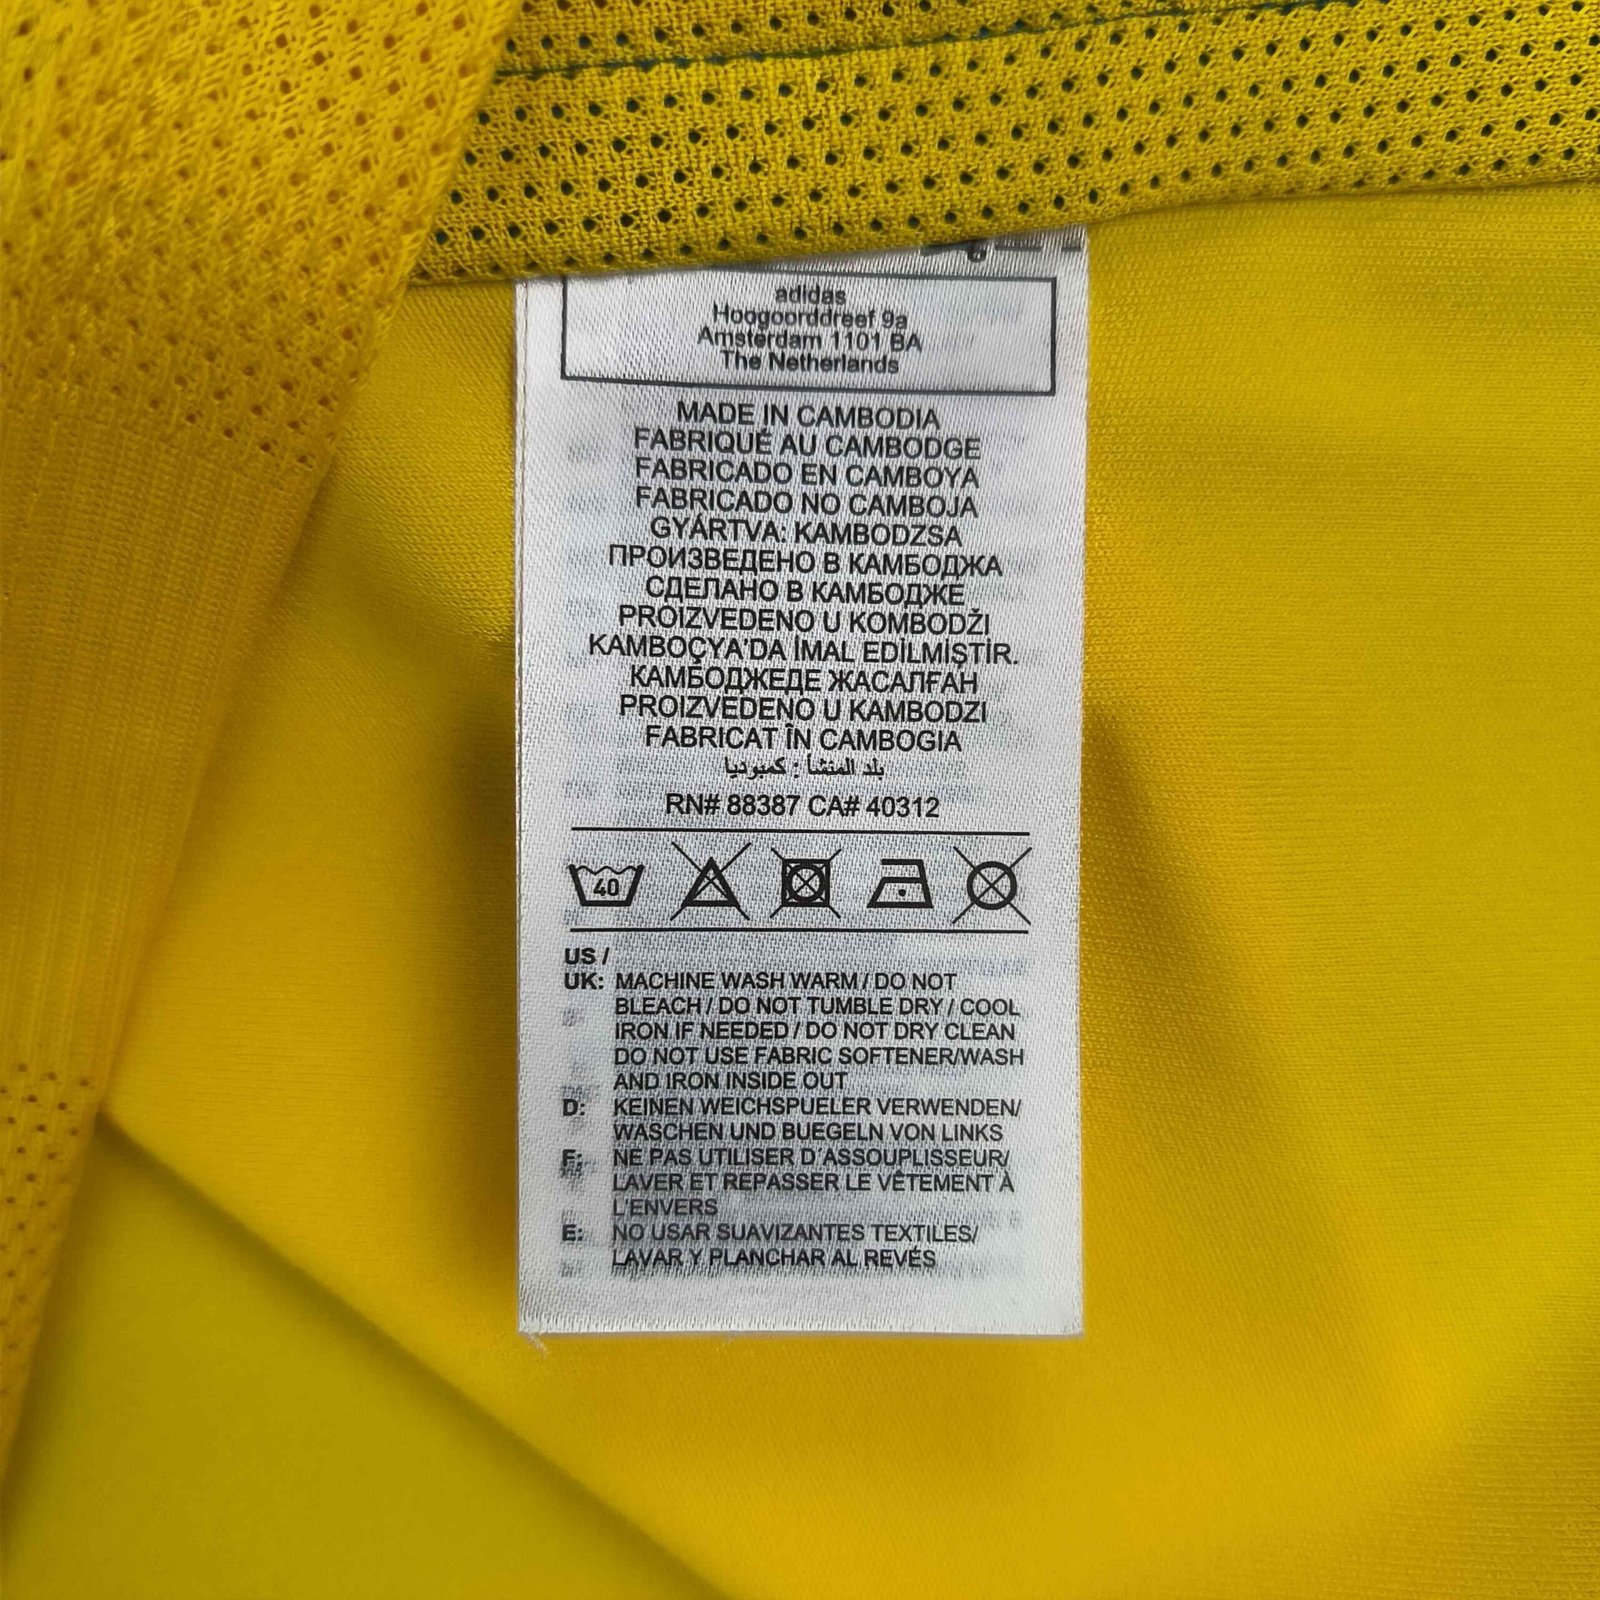 adidas
Hoogoorddreef 9a
Amsterdam 1101 BA
The Netherlands
MADE IN CAMBODIA
FABRIQUÉ AU CAMBODGE
FABRICADO EN CAMBOYA
FABRICADO NO CAMBOJA
GYÁRTVA: KAMBODZSA
ПРОИЗВЕДЕНО В КАМБОДЖА
СДЕЛАНО В КАМБОДЖЕ
PROIZVEDENO U KOMBODŽI
KAMBOÇYA'DA İMAL EDİLMİŞTİR.
КАМБОДЖЕДЕ ЖАСАЛҒАН
PROIZVEDENO U KAMBODZI
FABRICAT ÎN CAMBOGIA
بلد المنشأ : كمبوديا
RN# 88387 CA# 40312
40
US /
UK: MACHINE WASH WARM / DO NOT
BLEACH / DO NOT TUMBLE DRY / COOL
IRON IF NEEDED / DO NOT DRY CLEAN
DO NOT USE FABRIC SOFTENER/WASH
AND IRON INSIDE OUT
D: KEINEN WEICHSPUELER VERWENDEN/
WASCHEN UND BUEGELN VON LINKS
F: NE PAS UTILISER D´ASSOUPLISSEUR/
LAVER ET REPASSER LE VÊTEMENT À
L'ENVERS
E: NO USAR SUAVIZANTES TEXTILES/
LAVAR Y PLANCHAR AL REVÉS